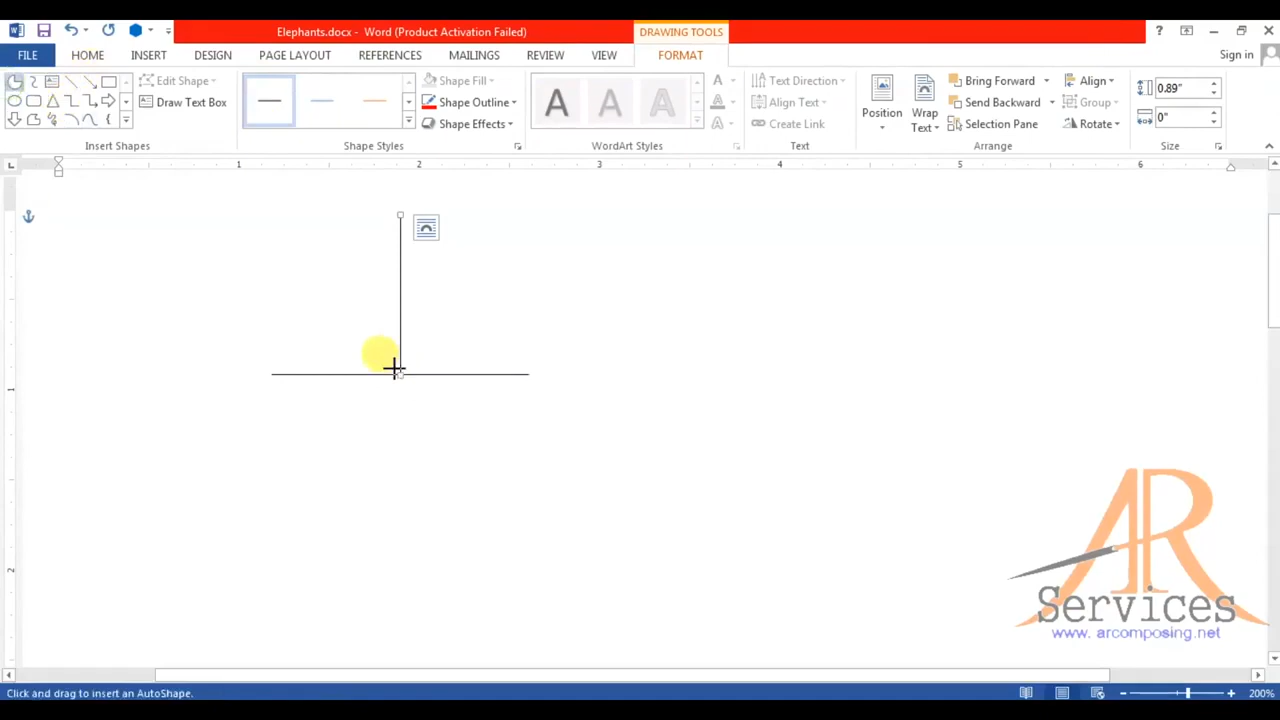 Elephants.docx - Word (Product Activation Failed)
DRAWING TOOLS
?
FILE HOME INSERT DESIGN PAGE LAYOUT REFERENCES MAILINGS REVIEW VIEW FORMAT Sign in
Edit Shape
Draw Text Box
Insert Shapes
Shape Fill
Shape Outline
Shape Effects
Shape Styles
A A A
WordArt Styles
Text Direction
Align Text
Create Link
Text
Position
Wrap Text
Bring Forward
Send Backward
Selection Pane
Align
Group
Rotate
Arrange
0.89"
0"
Size
1 2 3 4 5 6
1
2
AR
Services
www. arcomposing.net
Click and drag to insert an AutoShape.
200%